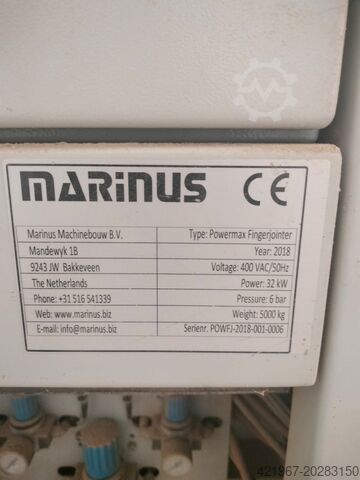 MARINUS CE
Marinus Machinebouw B.V. Type: Powermax Fingerjointer
Mandewyk 1B Year: 2018
9243 JW Bakkeveen Voltage: 400 VAC/50Hz
The Netherlands Power: 32 kW
Phone: +31 516 541339 Pressure: 6 bar
Web: www.marinus.biz Weight: 5000 kg
E-mail: info@marinus.biz Serienr. POWFJ-2018-001-0006
421967-20283150